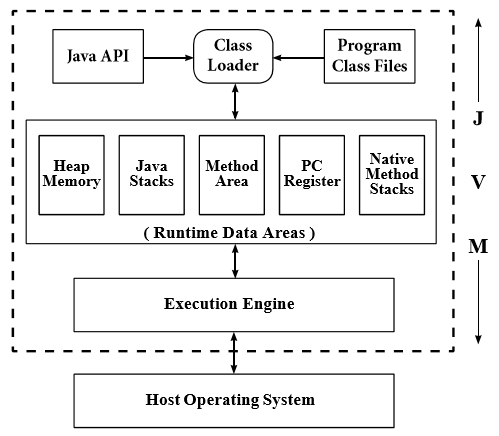 Java API
Class
Loader
Program
Class Files
J
V
M
Heap
Memory
Java
Stacks
Method
Area
PC
Register
Native
Method
Stacks
( Runtime Data Areas )
Execution Engine
Host Operating System